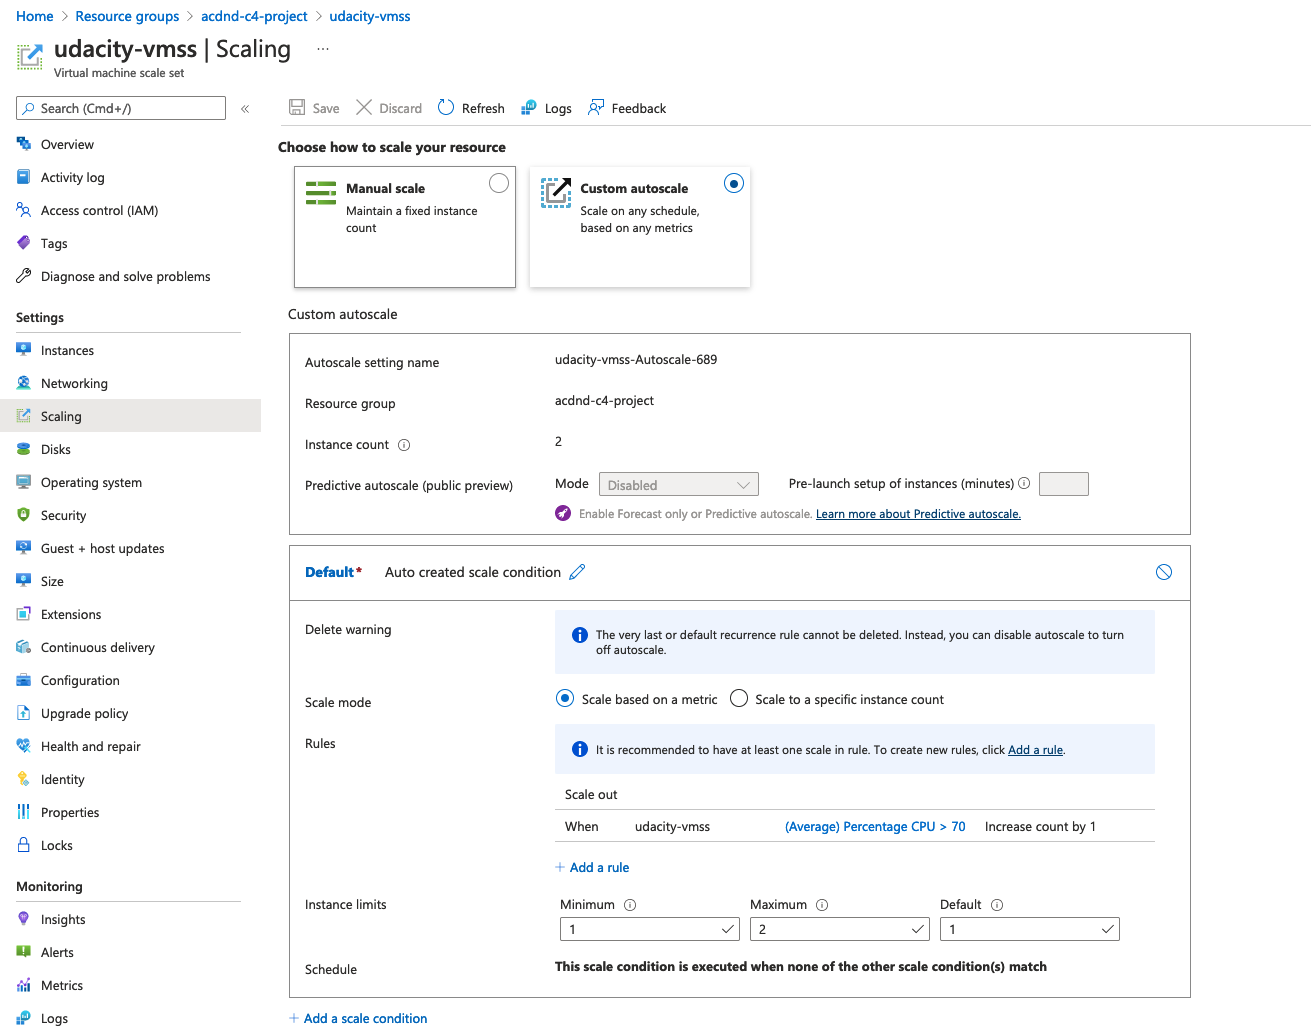 Home > Resource groups > acdnd-c4-project > udacity-vmss
udacity-vmss | Scaling ...
Virtual machine scale set
Search (Cmd+/) «
Save Discard Refresh Logs Feedback
Overview
Activity log
Access control (IAM)
Tags
Diagnose and solve problems
Settings
Instances
Networking
Scaling
Disks
Operating system
Security
Guest + host updates
Size
Extensions
Continuous delivery
Configuration
Upgrade policy
Health and repair
Identity
Properties
Locks
Monitoring
Insights
Alerts
Metrics
Logs
Choose how to scale your resource
Manual scale
Maintain a fixed instance
count
Custom autoscale
Scale on any schedule,
based on any metrics
Custom autoscale
Autoscale setting name udacity-vmss-Autoscale-689
Resource group acdnd-c4-project
Instance count 2
Predictive autoscale (public preview) Mode Disabled Pre-launch setup of instances (minutes)
Enable Forecast only or Predictive autoscale. Learn more about Predictive autoscale.
Default* Auto created scale condition
Delete warning
The very last or default recurrence rule cannot be deleted. Instead, you can disable autoscale to turn
off autoscale.
Scale mode Scale based on a metric Scale to a specific instance count
Rules It is recommended to have at least one scale in rule. To create new rules, click Add a rule.
Scale out
When udacity-vmss (Average) Percentage CPU > 70 Increase count by 1
+ Add a rule
Instance limits Minimum Maximum Default
1 2 1
Schedule This scale condition is executed when none of the other scale condition(s) match
+ Add a scale condition